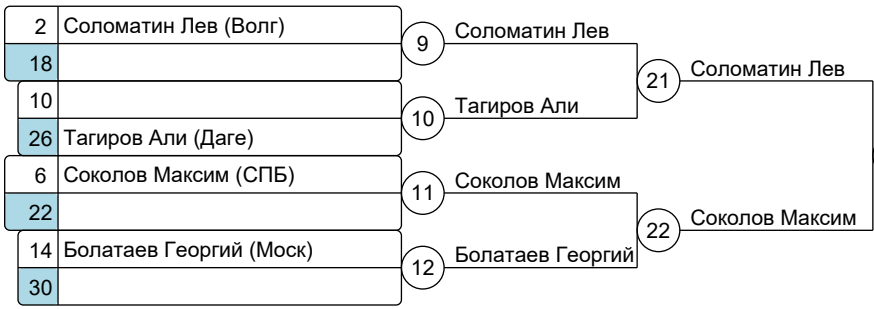 2 Соломатин Лев (Волг)
18
9 Соломатин Лев
10
26 Тагиров Али (Даге)
10 Тагиров Али
21 Соломатин Лев
6 Соколов Максим (СПБ)
22
11 Соколов Максим
14 Болатаев Георгий (Моск)
30
12 Болатаев Георгий
22 Соколов Максим